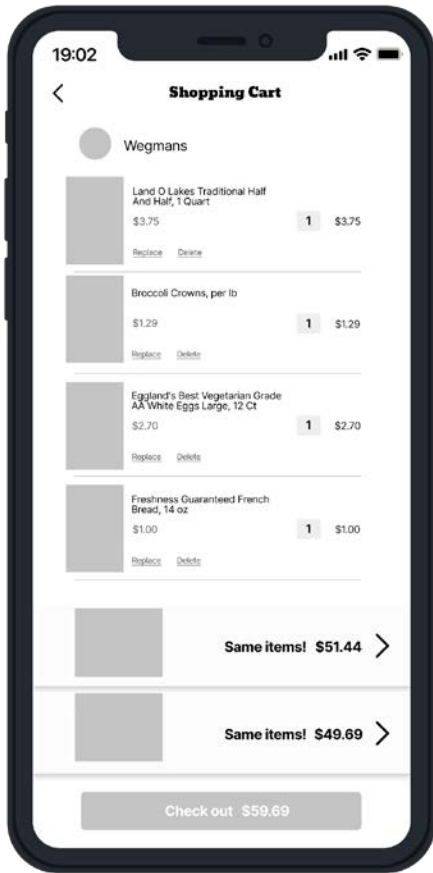 19:02
Shopping Cart
Wegmans
Land O Lakes Traditional Half
And Half, 1 Quart
$3.75 1 $3.75
Replace Delete
Broccoli Crowns, per lb
$1.29 1 $1.29
Replace Delete
Eggland's Best Vegetarian Grade
AA White Eggs Large, 12 Ct
$2.70 1 $2.70
Replace Delete
Freshness Guaranteed French
Bread, 14 oz
$1.00 1 $1.00
Replace Delete
Same items! $51.44
Same items! $49.69
Check out $59.69